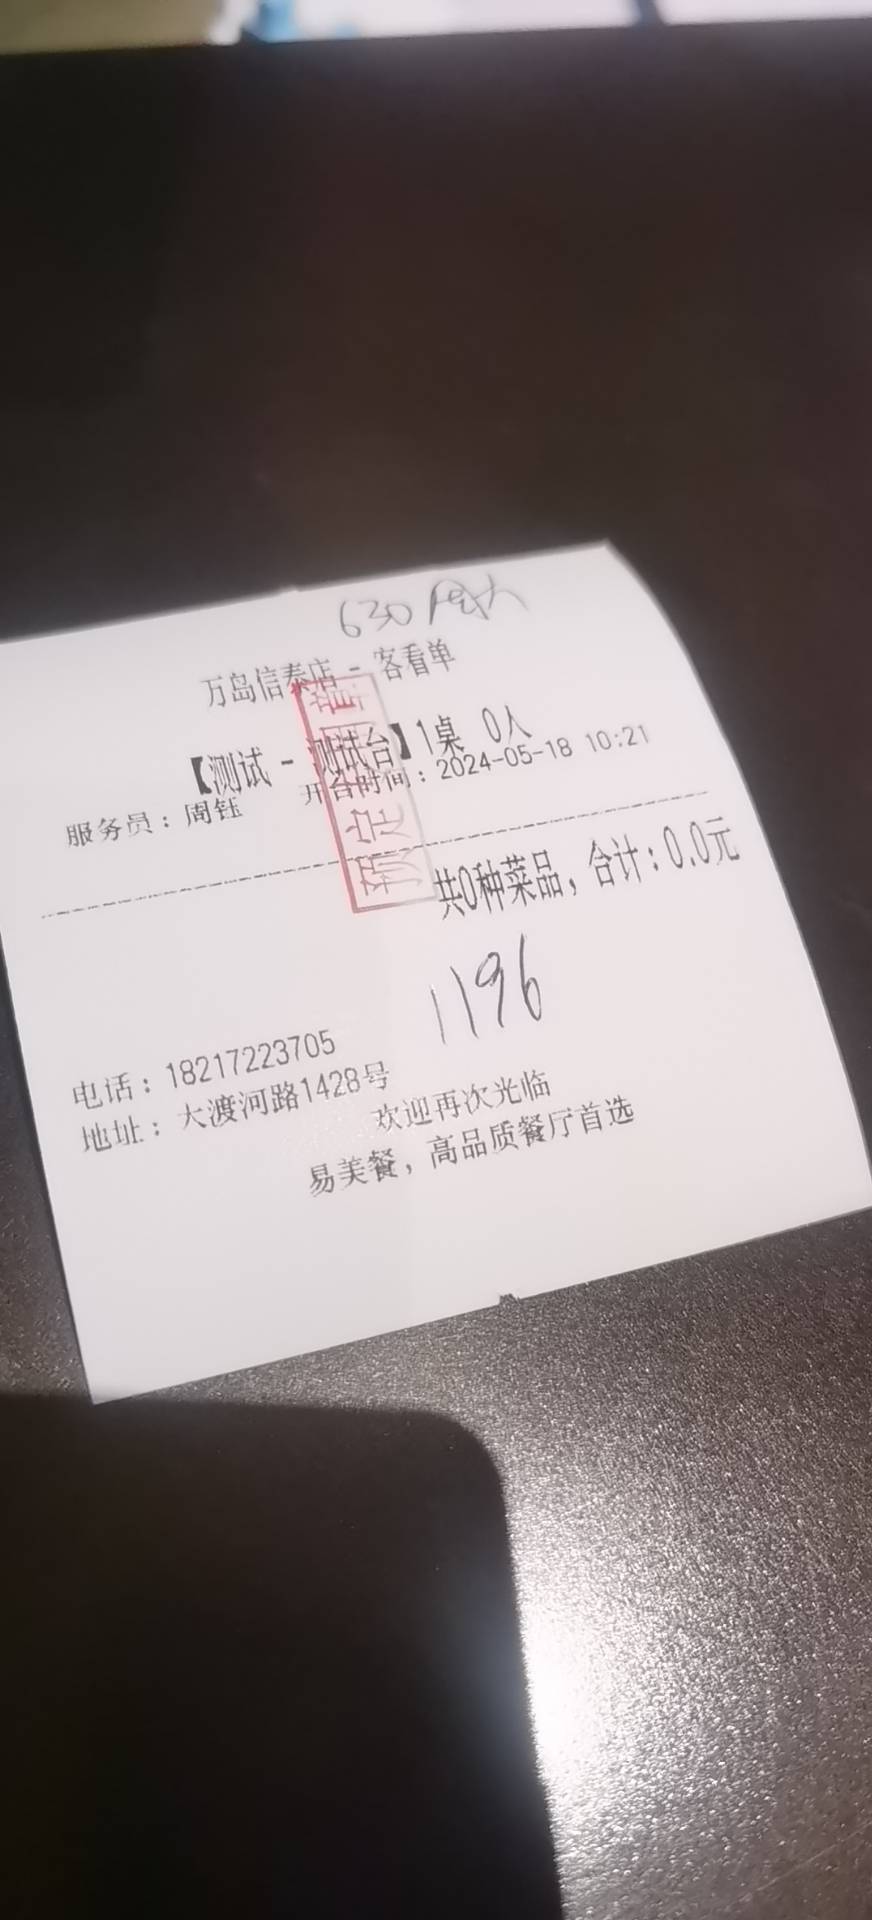 630
万岛信泰店 - 客看单
【测试 - 测试台】1桌 0人
服务员：周钰 开台时间：2024-05-18 10:21
预定
章
共0种菜品，合计：0.0元
1196
电话：18217223705
地址：大渡河路1428号
欢迎再次光临
易美餐，高品质餐厅首选